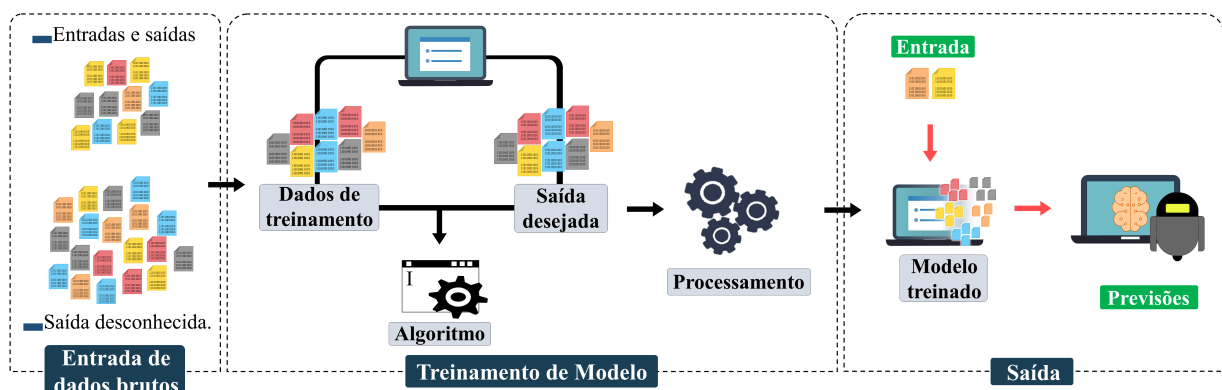 Entradas e saídas
Saída desconhecida.
Entrada de
dados brutos
Dados de
treinamento
Saída
desejada
I
Algoritmo
Processamento
Treinamento de Modelo
Entrada
Modelo
treinado
Previsões
Saída